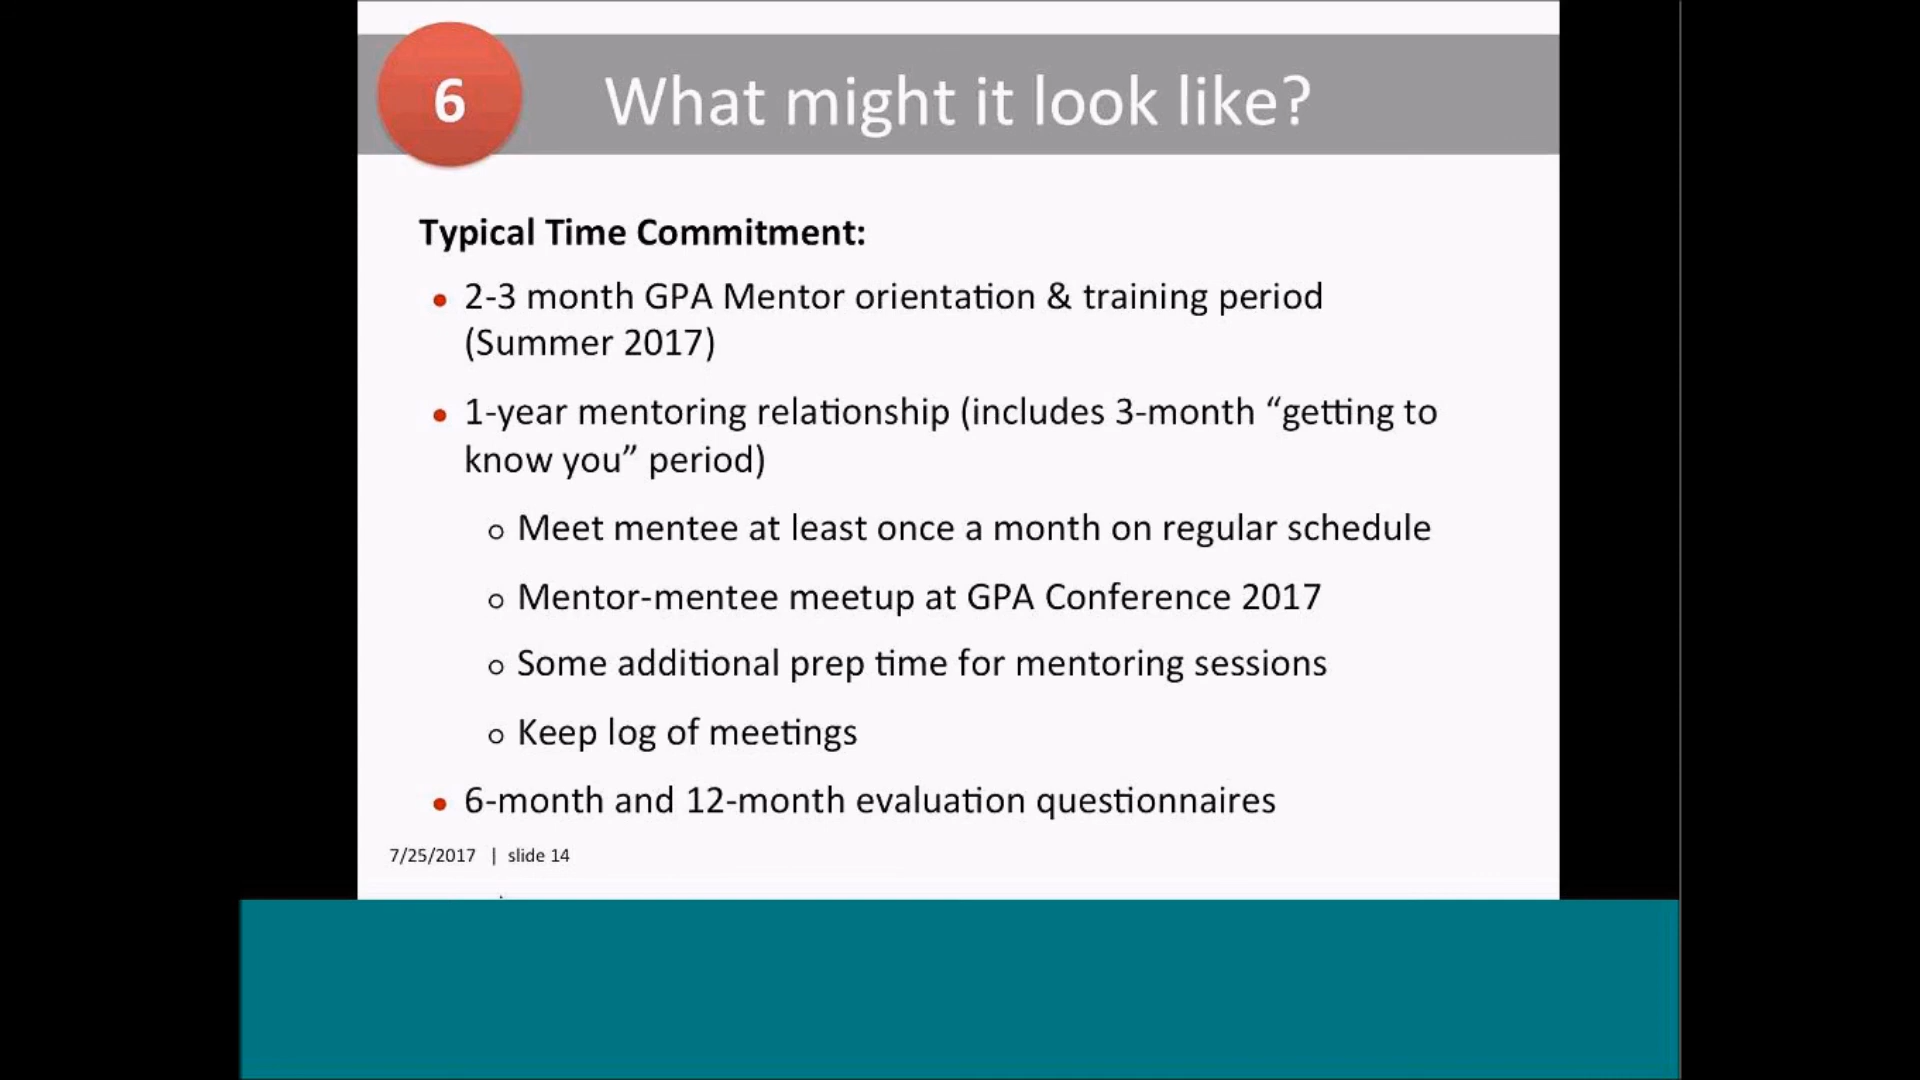 6
What might it look like?
Typical Time Commitment:
• 2-3 month GPA Mentor orientation & training period
(Summer 2017)
• 1-year mentoring relationship (includes 3-month “getting to
know you” period)
○ Meet mentee at least once a month on regular schedule
○ Mentor-mentee meetup at GPA Conference 2017
○ Some additional prep time for mentoring sessions
○ Keep log of meetings
• 6-month and 12-month evaluation questionnaires
7/25/2017 | slide 14